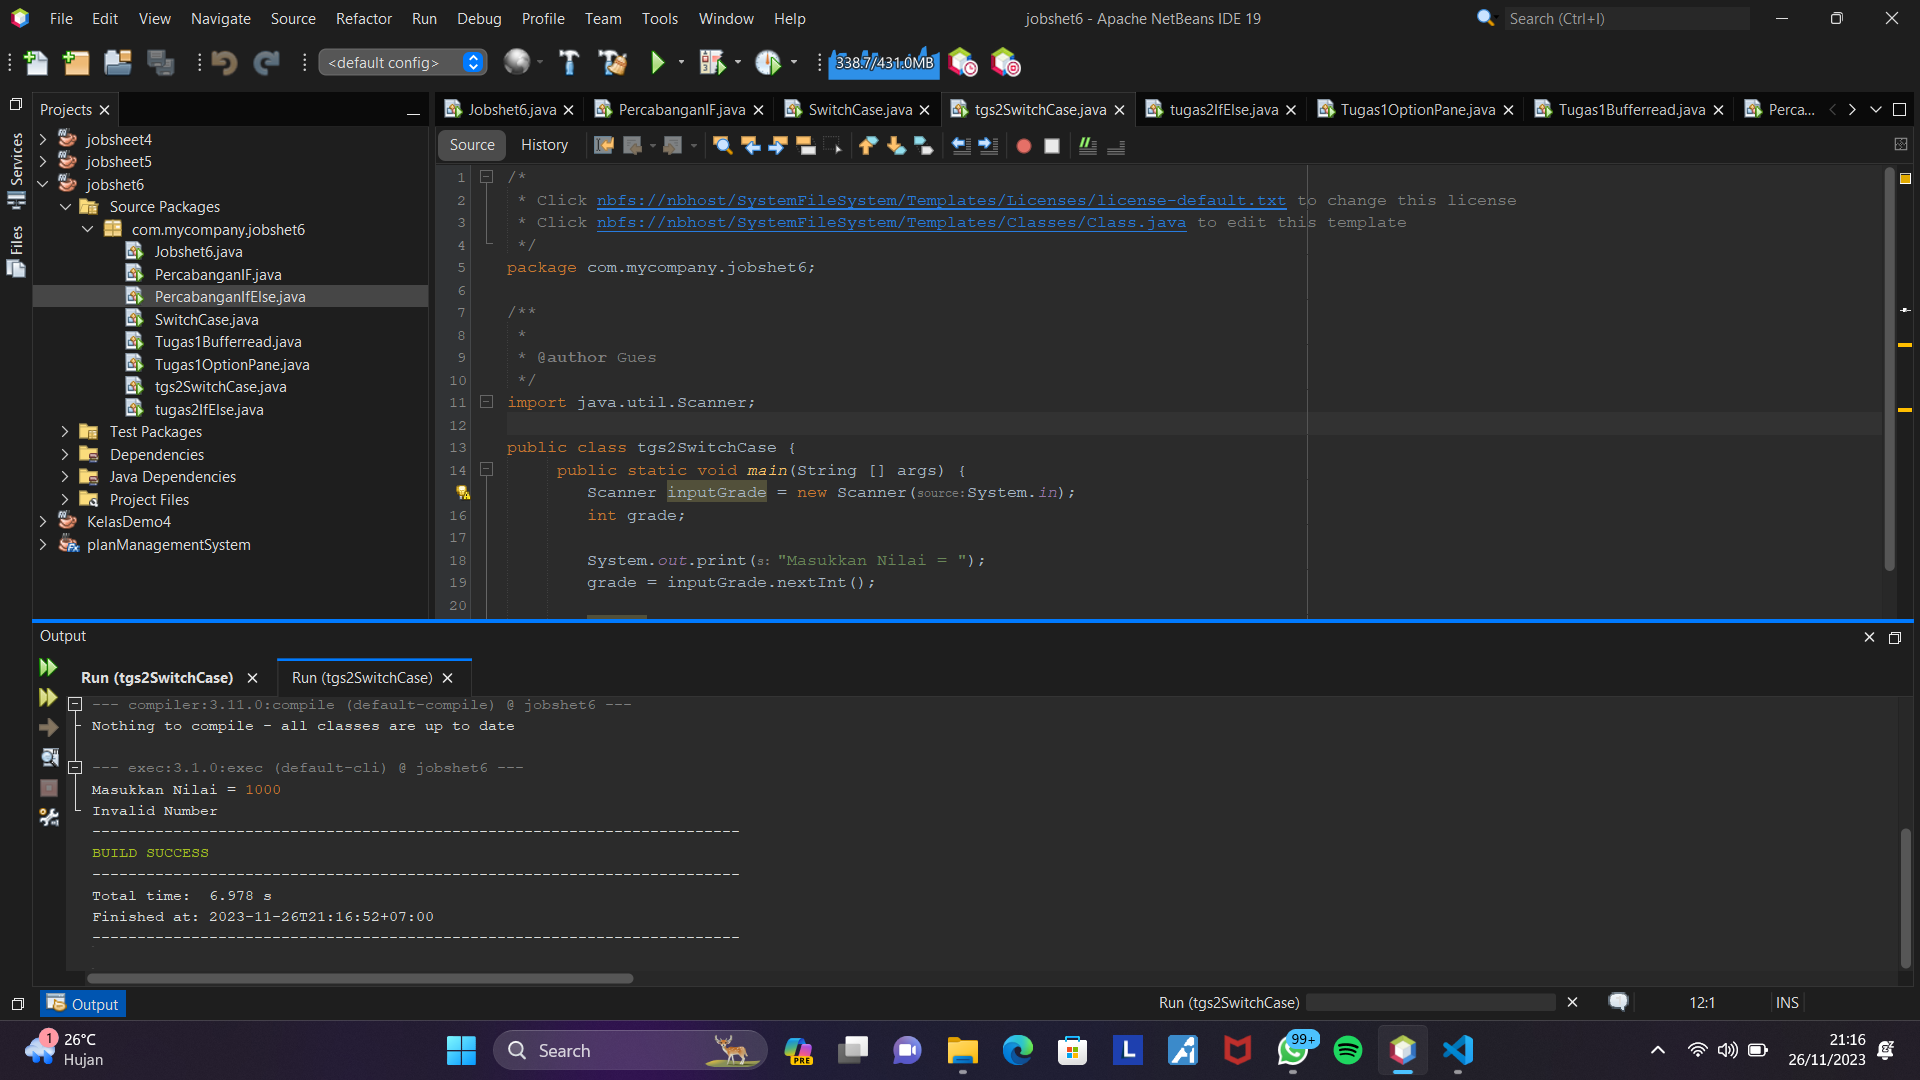 File Edit View Navigate Source Refactor Run Debug Profile Team Tools Window Help
jobshet6 - Apache NetBeans IDE 19
Search (Ctrl+I)
<default config>
338.7/431.0MB
Services
Files
Projects
jobsheet4
jobsheet5
jobshet6
Source Packages
com.mycompany.jobshet6
Jobshet6.java
PercabanganIF.java
PercabanganIfElse.java
SwitchCase.java
Tugas1Bufferread.java
Tugas1OptionPane.java
tgs2SwitchCase.java
tugas2IfElse.java
Test Packages
Dependencies
Java Dependencies
Project Files
KelasDemo4
planManagementSystem
Jobshet6.java PercabanganIF.java SwitchCase.java tgs2SwitchCase.java tugas2IfElse.java Tugas1OptionPane.java Tugas1Bufferread.java Perca...
Source History
1 /*
2 * Click nbfs://nbhost/SystemFileSystem/Templates/Licenses/license-default.txt to change this license
3 * Click nbfs://nbhost/SystemFileSystem/Templates/Classes/Class.java to edit this template
4 */
5 package com.mycompany.jobshet6;
6
7 /**
8 *
9 * @author Gues
10 */
11 import java.util.Scanner;
12
13 public class tgs2SwitchCase {
14 public static void main(String [] args) {
Scanner inputGrade = new Scanner(source:System.in);
16 int grade;
17
18 System.out.print(s:"Masukkan Nilai = ");
19 grade = inputGrade.nextInt();
20
Output
Run (tgs2SwitchCase) Run (tgs2SwitchCase)
--- compiler:3.11.0:compile (default-compile) @ jobshet6 ---
Nothing to compile - all classes are up to date
--- exec:3.1.0:exec (default-cli) @ jobshet6 ---
Masukkan Nilai = 1000
Invalid Number
------------------------------------------------------------------------
BUILD SUCCESS
------------------------------------------------------------------------
Total time:  6.978 s
Finished at: 2023-11-26T21:16:52+07:00
------------------------------------------------------------------------
Output
Run (tgs2SwitchCase)
12:1
INS
1
26°C
Hujan
Search
PRE
L
99+
21:16
26/11/2023